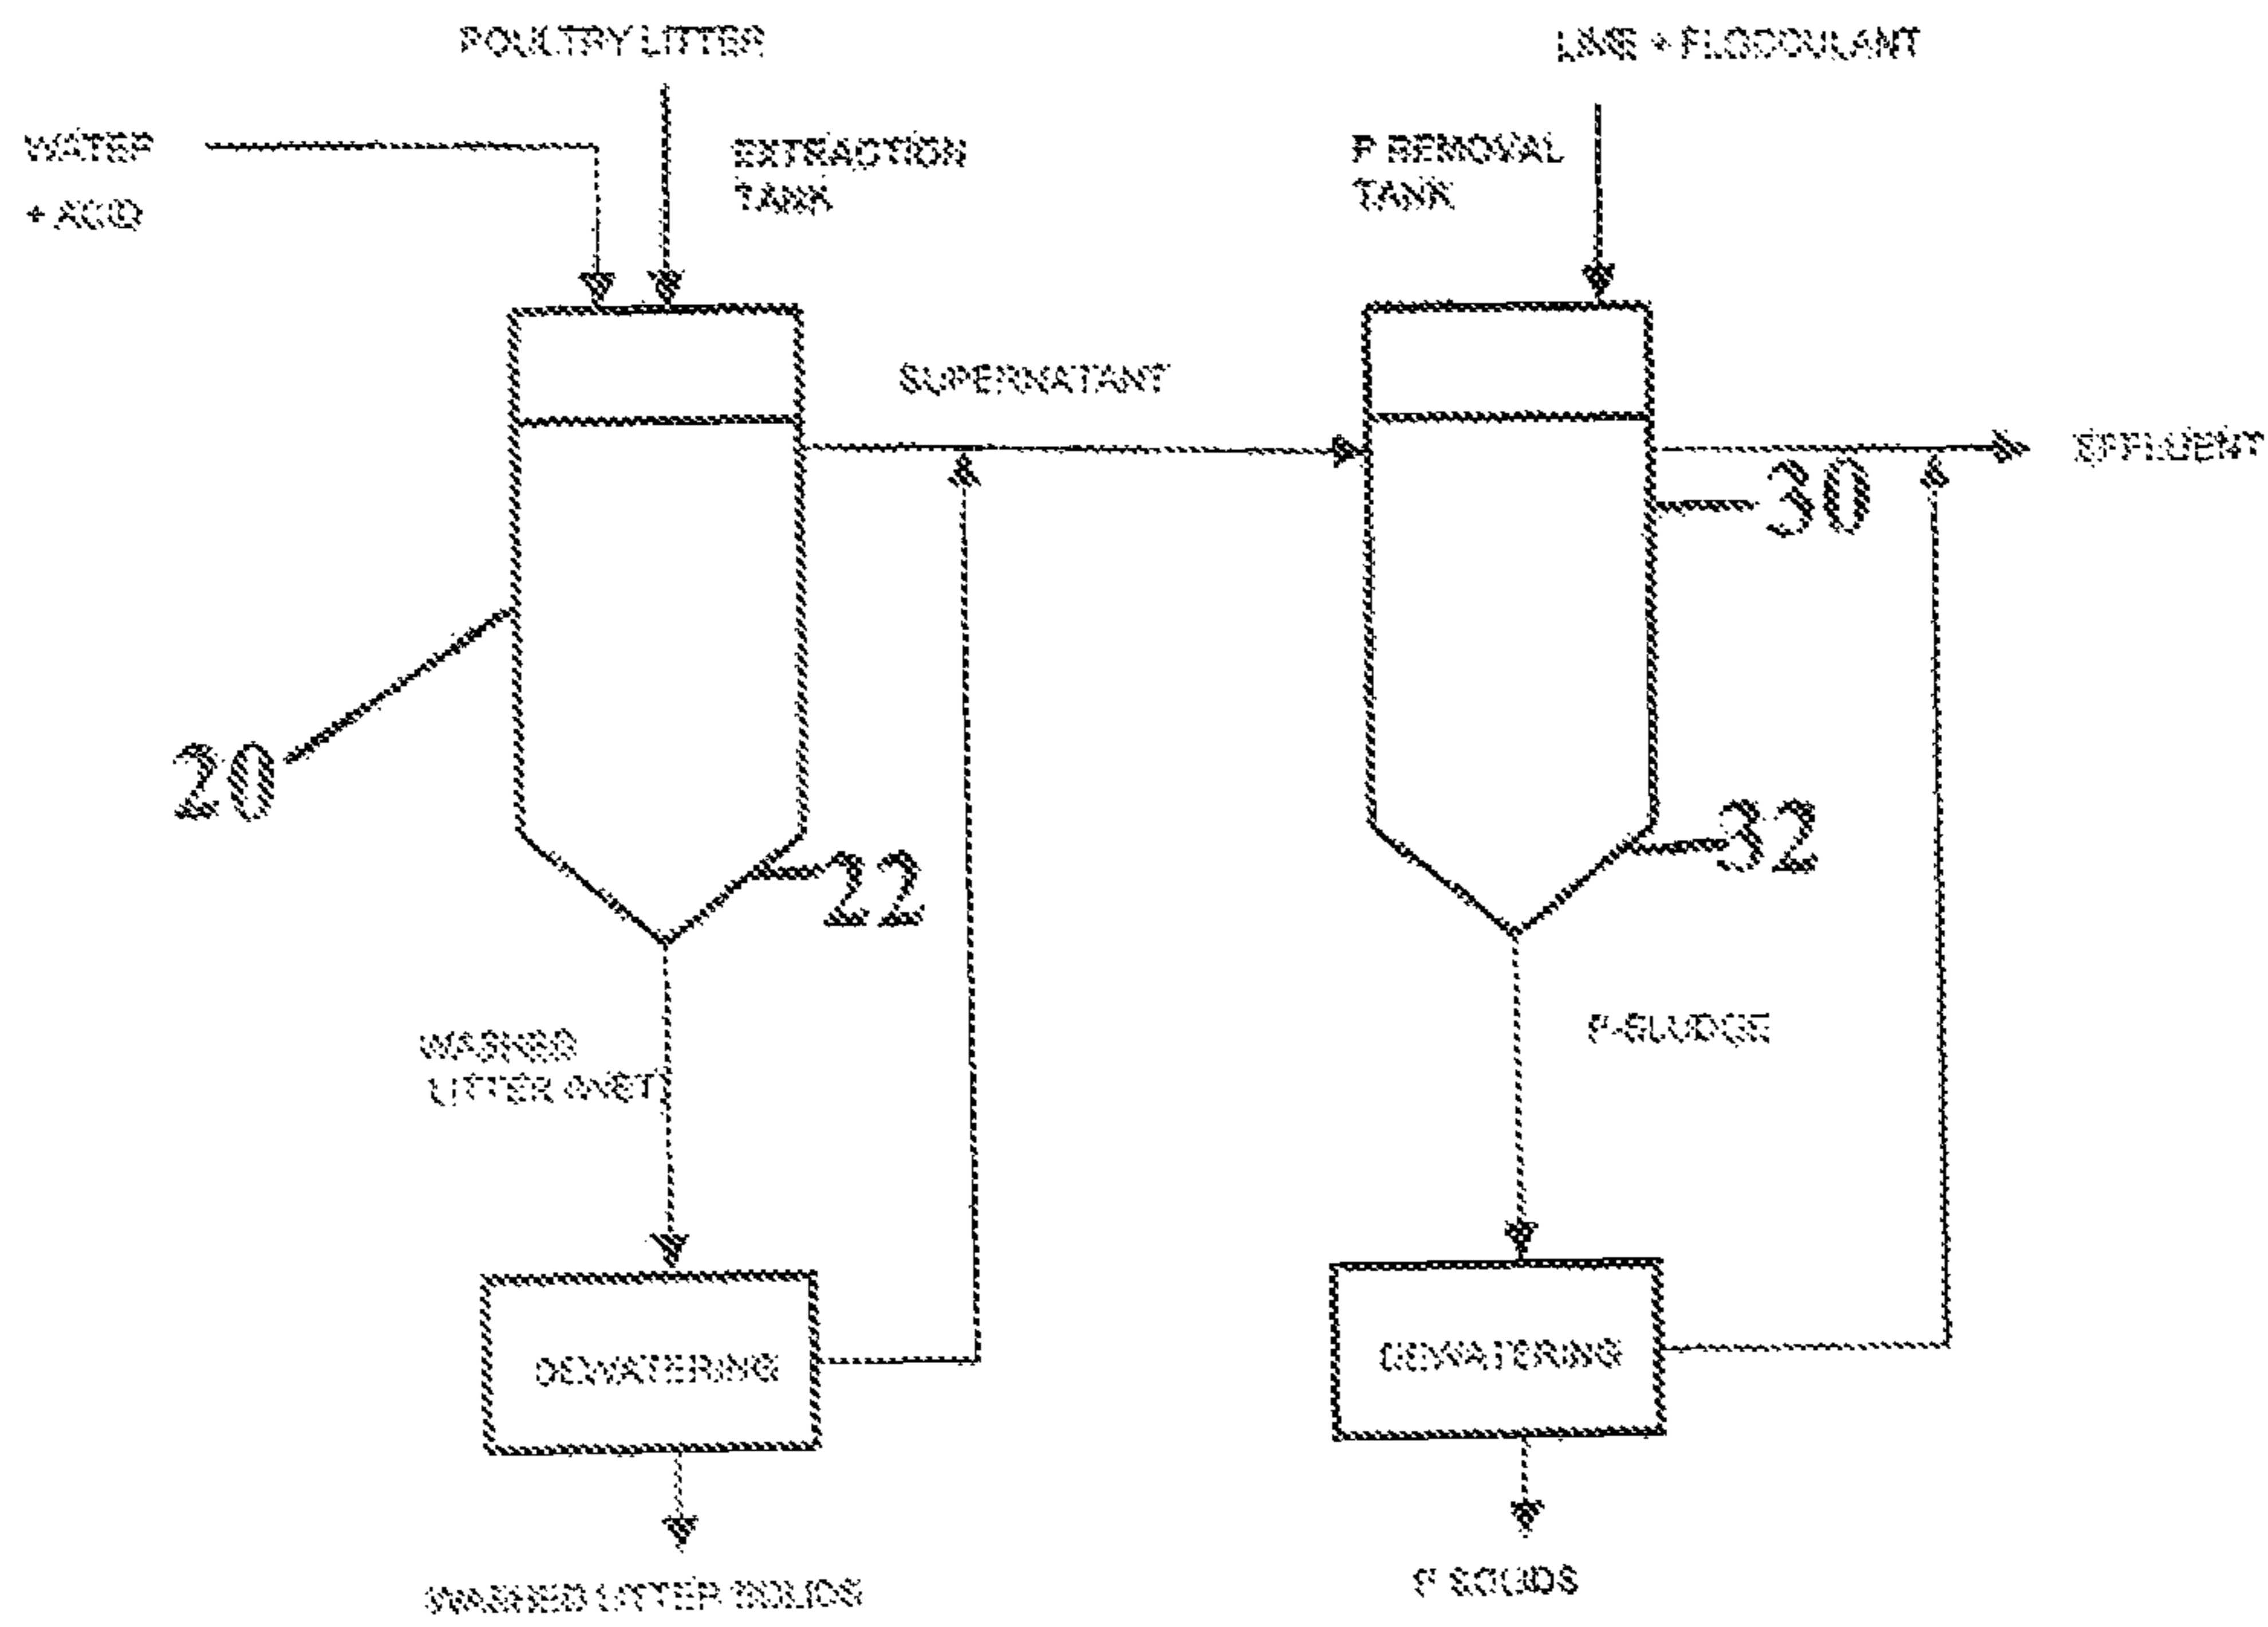 POULTRY LITTER
LIME + FLOCCULANT
WATER
+ ACID
EXTRACTION
TANK
P REMOVAL
TANK
SUPERNATANT
EFFLUENT
30
20
22
32
WASHED
LITTER (WET)
P-SLUDGE
DEWATERING
DEWATERING
WASHED LITTER SOLIDS
P SOLIDS